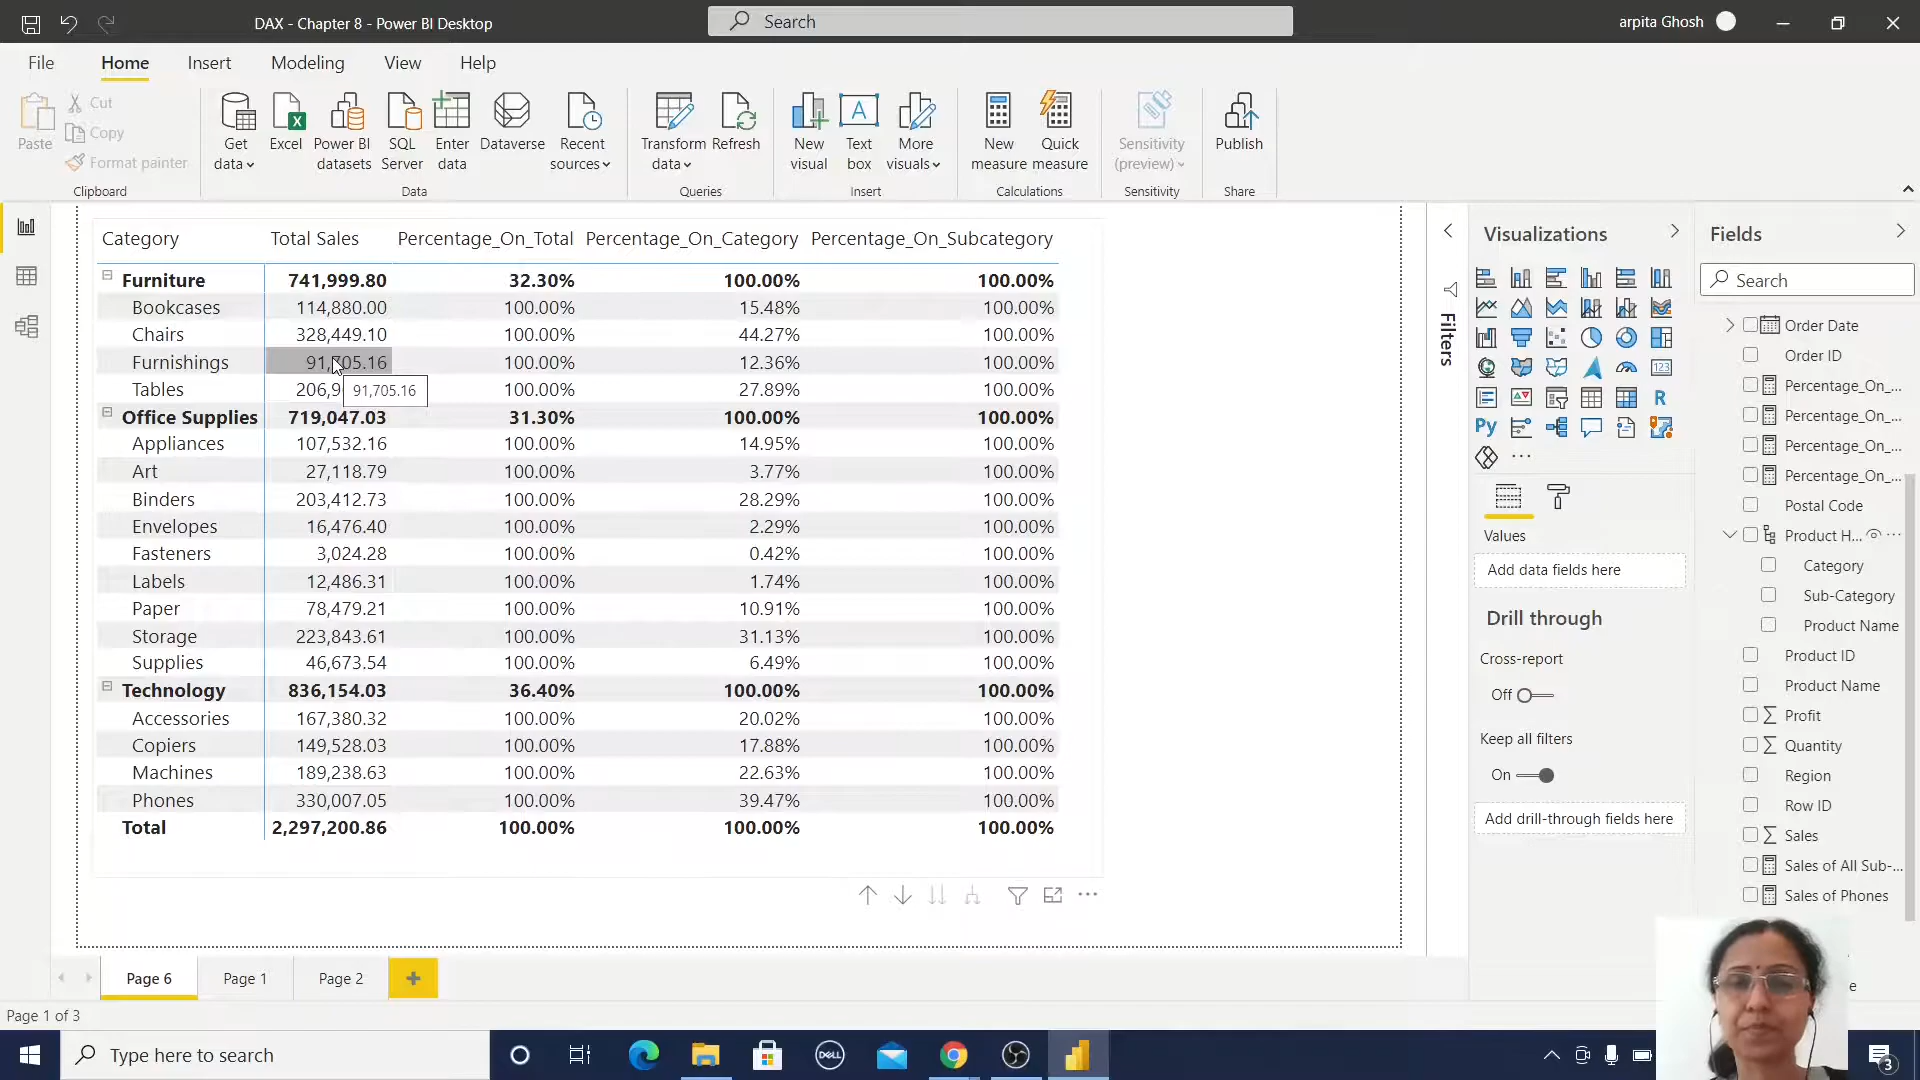 DAX - Chapter 8 - Power BI Desktop
Search
arpita Ghosh
File Home Insert Modeling View Help
Paste
Cut
Copy
Format painter
Clipboard
Get data
Excel
Power BI datasets
SQL Server
Enter data
Dataverse
Recent sources
Data
Transform data
Refresh
Queries
New visual
Text box
More visuals
Insert
New measure
Quick measure
Calculations
Sensitivity (preview)
Sensitivity
Publish
Share
Category Total Sales Percentage_On_Total Percentage_On_Category Percentage_On_Subcategory
Furniture 741,999.80 32.30% 100.00% 100.00%
Bookcases 114,880.00 100.00% 15.48% 100.00%
Chairs 328,449.10 100.00% 44.27% 100.00%
Furnishings 91,705.16 100.00% 12.36% 100.00%
Tables 206,9 100.00% 27.89% 100.00%
91,705.16
Office Supplies 719,047.03 31.30% 100.00% 100.00%
Appliances 107,532.16 100.00% 14.95% 100.00%
Art 27,118.79 100.00% 3.77% 100.00%
Binders 203,412.73 100.00% 28.29% 100.00%
Envelopes 16,476.40 100.00% 2.29% 100.00%
Fasteners 3,024.28 100.00% 0.42% 100.00%
Labels 12,486.31 100.00% 1.74% 100.00%
Paper 78,479.21 100.00% 10.91% 100.00%
Storage 223,843.61 100.00% 31.13% 100.00%
Supplies 46,673.54 100.00% 6.49% 100.00%
Technology 836,154.03 36.40% 100.00% 100.00%
Accessories 167,380.32 100.00% 20.02% 100.00%
Copiers 149,528.03 100.00% 17.88% 100.00%
Machines 189,238.63 100.00% 22.63% 100.00%
Phones 330,007.05 100.00% 39.47% 100.00%
Total 2,297,200.86 100.00% 100.00% 100.00%
Filters
Visualizations
123
R
Py
Values
Add data fields here
Drill through
Cross-report
Off
Keep all filters
On
Add drill-through fields here
Fields
Search
Order Date
Order ID
Percentage_On_...
Percentage_On_...
Percentage_On_...
Percentage_On_...
Postal Code
Product H...
Category
Sub-Category
Product Name
Product ID
Product Name
Profit
Quantity
Region
Row ID
Sales
Sales of All Sub-...
Sales of Phones
e
Page 6 Page 1 Page 2
Page 1 of 3
Type here to search
DELL
3